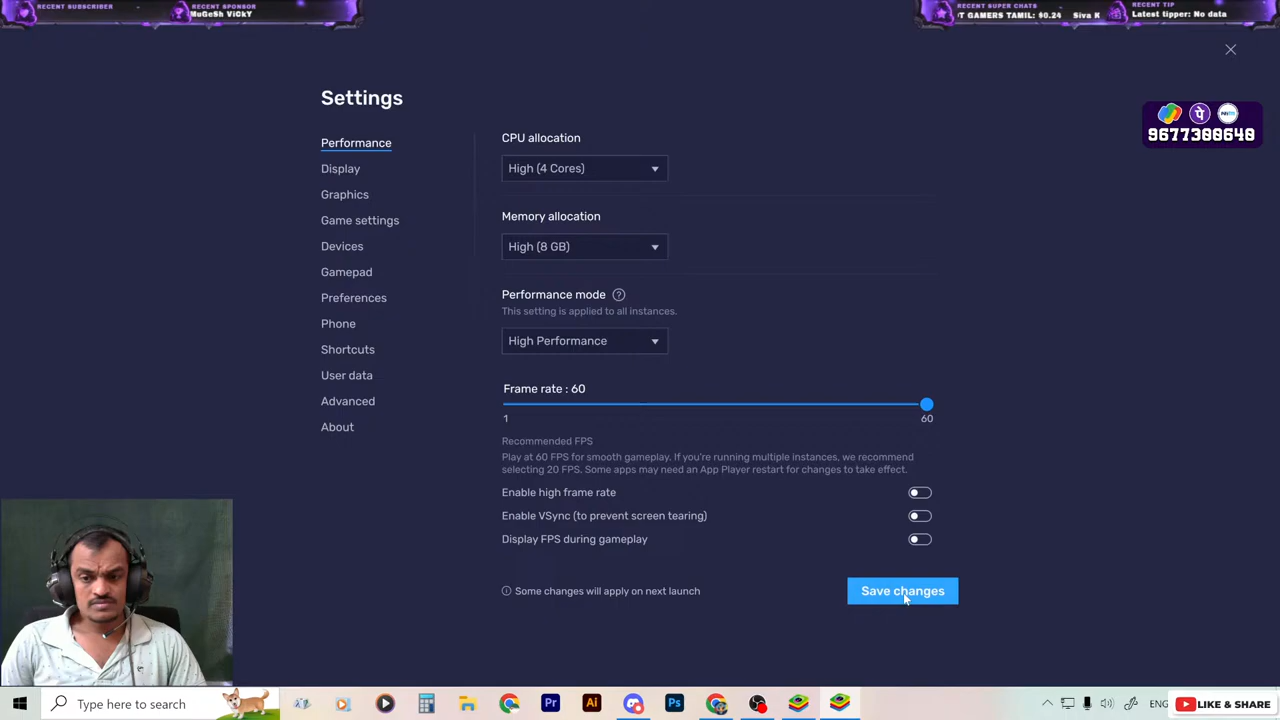 RECENT SUBSCRIBER
RECENT SPONSOR
MuGeSh ViCKY
RECENT SUPER CHATS
T GAMERS TAMIL: $0.24 Siva K
RECENT TIP
Latest tipper: No data
9677300640
Settings
Performance
Display
Graphics
Game settings
Devices
Gamepad
Preferences
Phone
Shortcuts
User data
Advanced
About
CPU allocation
High (4 Cores)
Memory allocation
High (8 GB)
Performance mode
This setting is applied to all instances.
High Performance
Frame rate : 60
1
60
Recommended FPS
Play at 60 FPS for smooth gameplay. If you're running multiple instances, we recommend
selecting 20 FPS. Some apps may need an App Player restart for changes to take effect.
Enable high frame rate
Enable VSync (to prevent screen tearing)
Display FPS during gameplay
Some changes will apply on next launch
Save changes
Type here to search
Pr
Ai
Ps
ENG
LIKE & SHARE